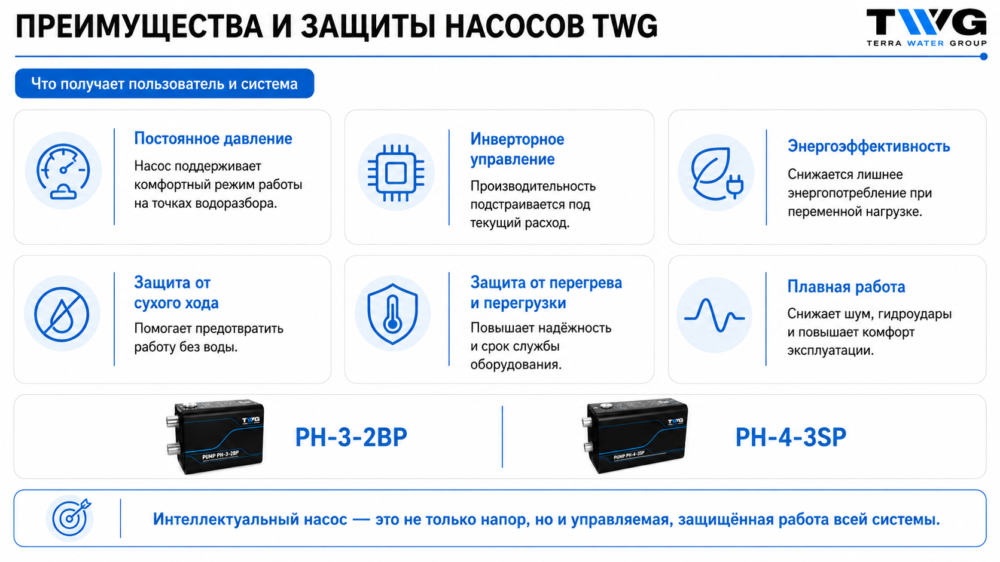 ПРЕИМУЩЕСТВА И ЗАЩИТЫ НАСОСОВ TWG
TWG
TERRA WATER GROUP
Что получает пользователь и система
Постоянное давление
Насос поддерживает
комфортный режим работы
на точках водоразбора.
Инверторное
управление
Производительность
подстраивается под
текущий расход.
Энергоэффективность
Снижается лишнее
энергопотребление при
переменной нагрузке.
Защита от
сухого хода
Помогает предотвратить
работу без воды.
Защита от перегрева
и перегрузки
Повышает надёжность
и срок службы
оборудования.
Плавная работа
Снижает шум, гидроудары
и повышает комфорт
эксплуатации.
TWG
PUMP PH-3-2BP
PH-3-2BP
TWG
PUMP PH-4-3SP
PH-4-3SP
Интеллектуальный насос — это не только напор, но и управляемая, защищённая работа всей системы.